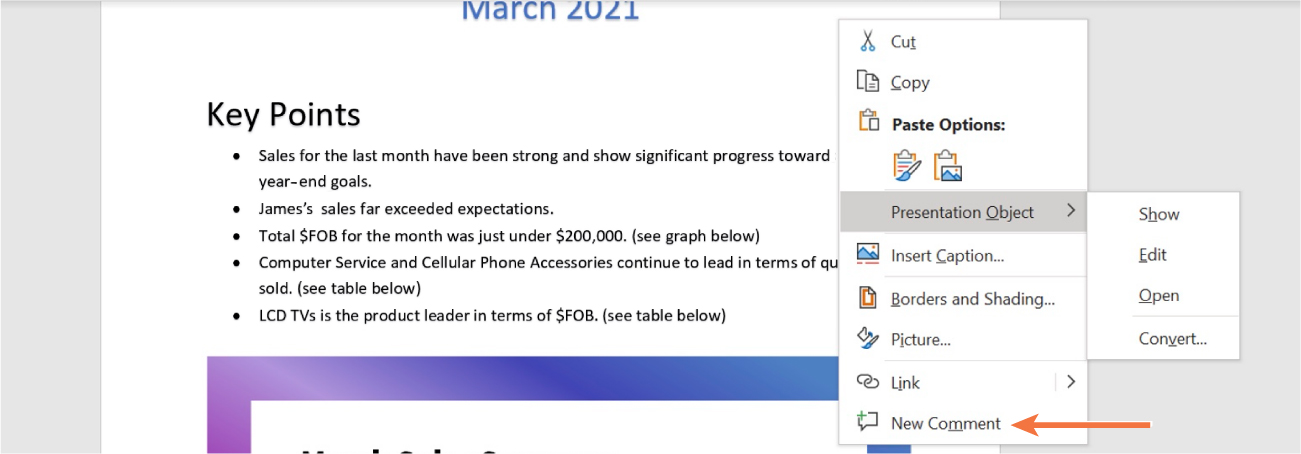 March 2021
Key Points
• Sales for the last month have been strong and show significant progress toward
year-end goals.
• James’s  sales far exceeded expectations.
• Total $FOB for the month was just under $200,000. (see graph below)
• Computer Service and Cellular Phone Accessories continue to lead in terms of qu
sold. (see table below)
• LCD TVs is the product leader in terms of $FOB. (see table below)
Cut
Copy
Paste Options:
Presentation Object
Insert Caption...
Borders and Shading...
Picture...
Link
New Comment
Show
Edit
Open
Convert...